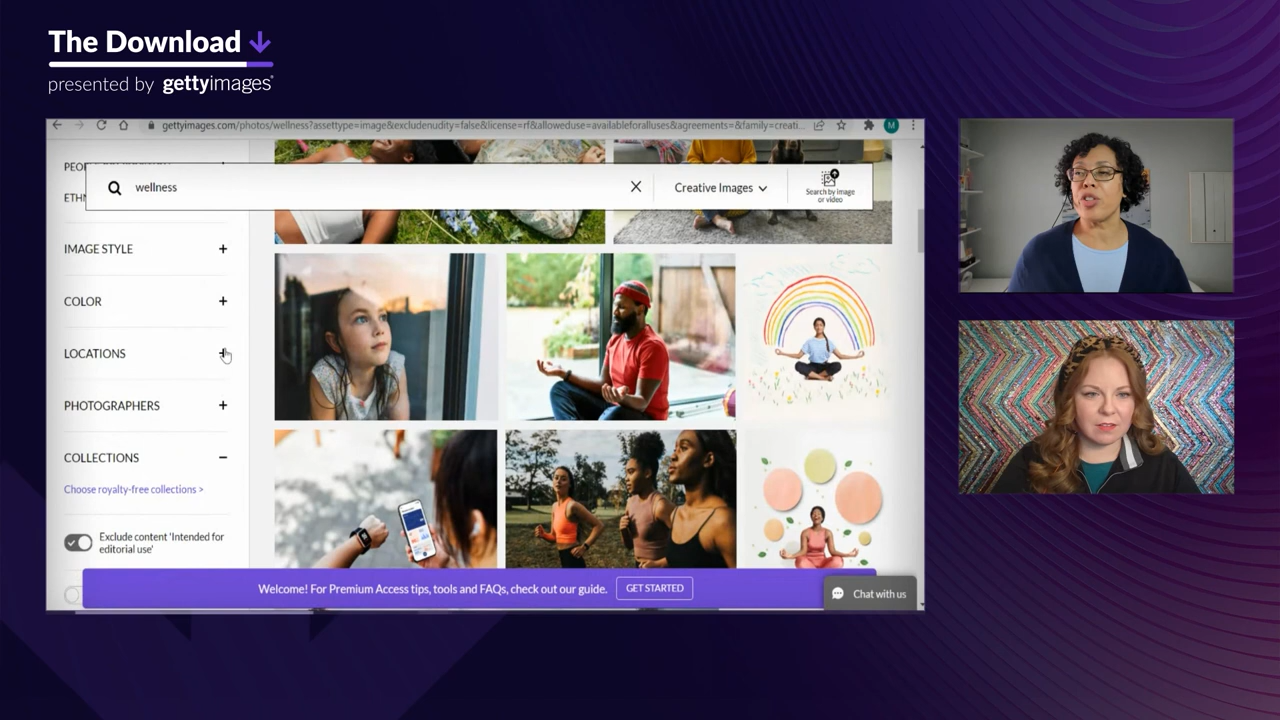 The Download
presented by gettyimages®
gettyimages.com/photos/wellness?assettype=image&excludenudity=false&license=rf&alloweduse=availableforalluses&agreements=&family=creati...
M
wellness
Creative Images
Search by image
or video
IMAGE STYLE +
COLOR +
LOCATIONS +
PHOTOGRAPHERS +
COLLECTIONS −
Choose royalty-free collections >
Exclude content 'Intended for
editorial use'
Welcome! For Premium Access tips, tools and FAQs, check out our guide.
GET STARTED
Chat with us